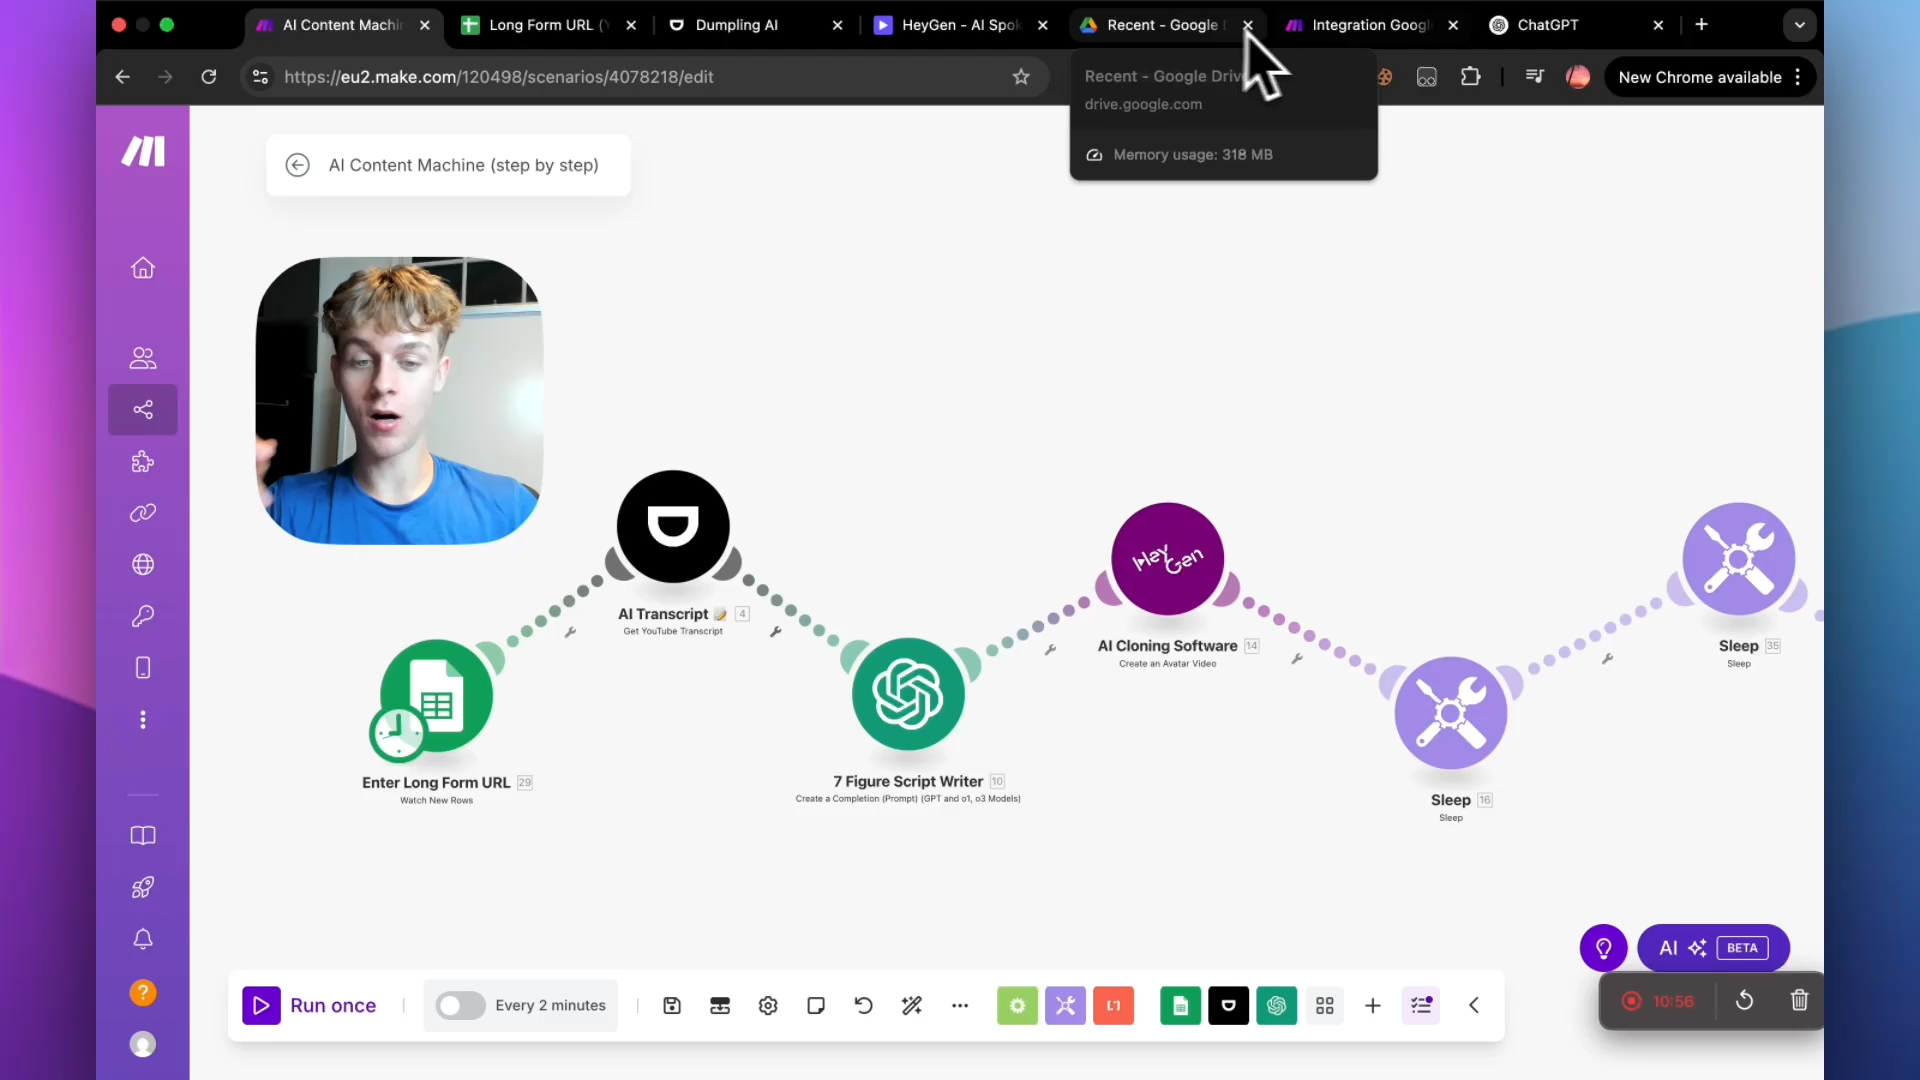 AI Content Machi
Long Form URL (
Dumpling AI
HeyGen - AI Spok
Recent - Google
Integration Googl
ChatGPT
https://eu2.make.com/120498/scenarios/4078218/edit
New Chrome available
Recent - Google Driv
drive.google.com
Memory usage: 318 MB
AI Content Machine (step by step)
AI Transcript 📝 4
Get YouTube Transcript
HeyGen
AI Cloning Software 14
Create an Avatar Video
Sleep 35
Sleep
Enter Long Form URL 29
Watch New Rows
7 Figure Script Writer 10
Create a Completion (Prompt) (GPT and o1, o3 Models)
Sleep 16
Sleep
AI BETA
Run once
Every 2 minutes
10:56